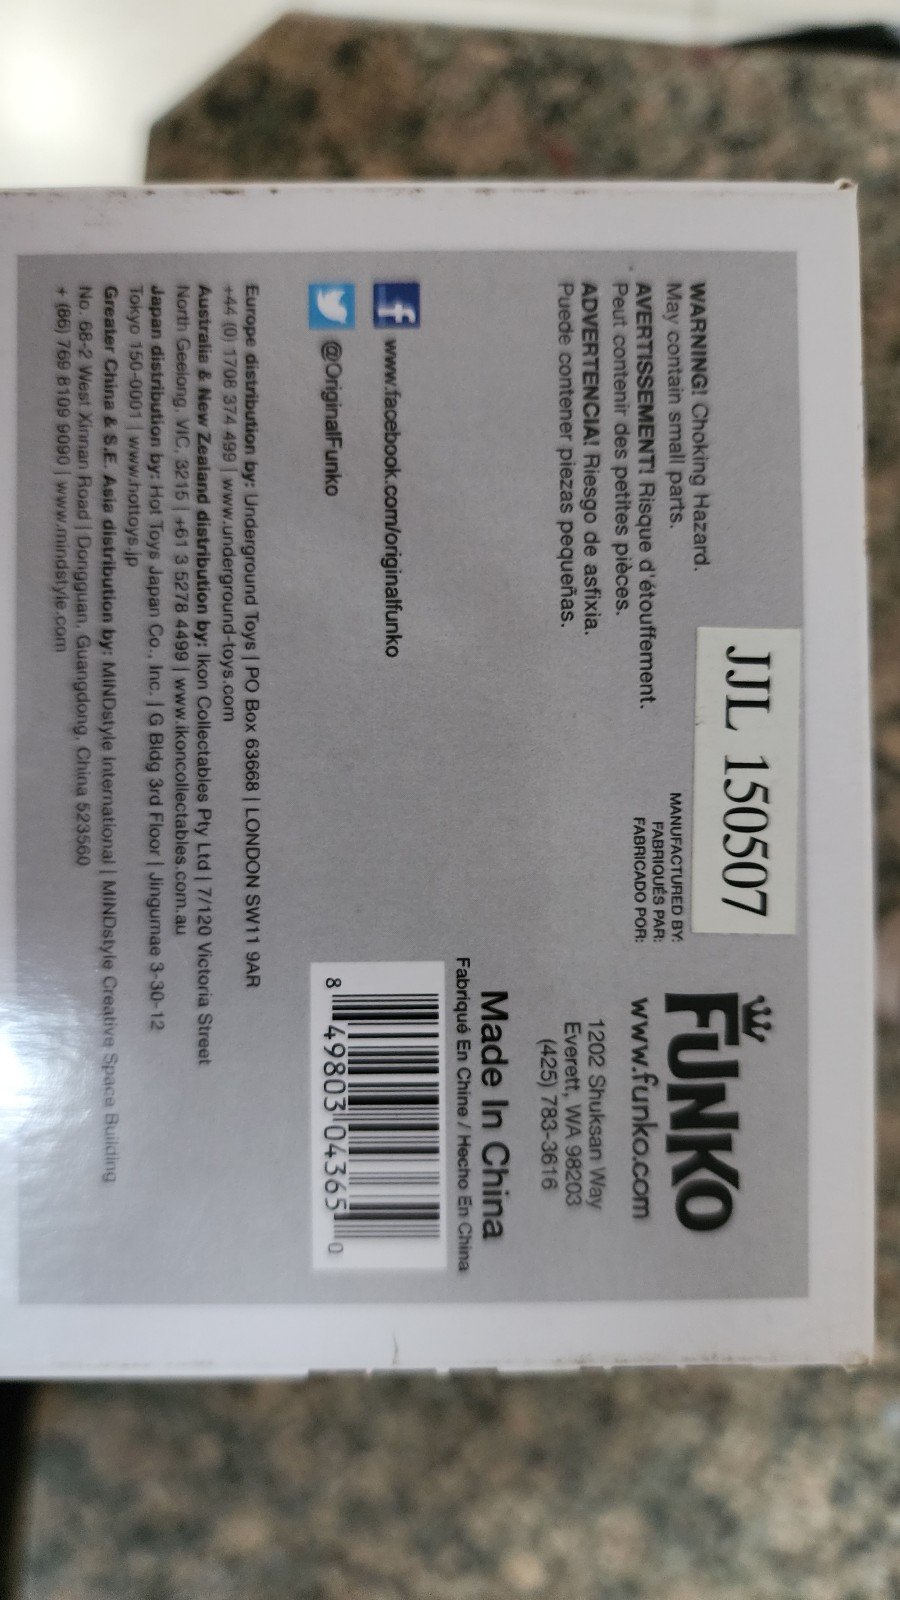 JJL 150507
WARNING! Choking Hazard.
May contain small parts.
AVERTISSEMENT! Risque d'étouffement.
Peut contenir des petites pièces.
ADVERTENCIA! Riesgo de asfixia.
Puede contener piezas pequeñas.
MANUFACTURED BY:
FABRIQUÉS PAR:
FABRICADO POR:
FUNKO
www.funko.com
1202 Shuksan Way
Everett, WA 98203
(425) 783-3616
Made In China
Fabriqué En Chine / Hecho En China
f www.facebook.com/originalfunko
@OriginalFunko
8 49803 04365 0
Europe distribution by: Underground Toys | PO Box 63668 | LONDON SW11 9AR
+44 (0) 1708 374 499 | www.underground-toys.com
Australia & New Zealand distribution by: Ikon Collectables Pty Ltd | 7/120 Victoria Street
North Geelong, VIC, 3215 | +61 3 5278 4499 | www.ikoncollectables.com.au
Japan distribution by: Hot Toys Japan Co., Inc. | G Bldg 3rd Floor | Jingumae 3-30-12
Tokyo 150-0001 | www.hottoys.jp
Greater China & S.E. Asia distribution by: MINDstyle International | MINDstyle Creative Space Building
No. 68-2 West Xinnan Road | Dongguan, Guangdong, China 523560
+ (86) 769 8109 9090 | www.mindstyle.com